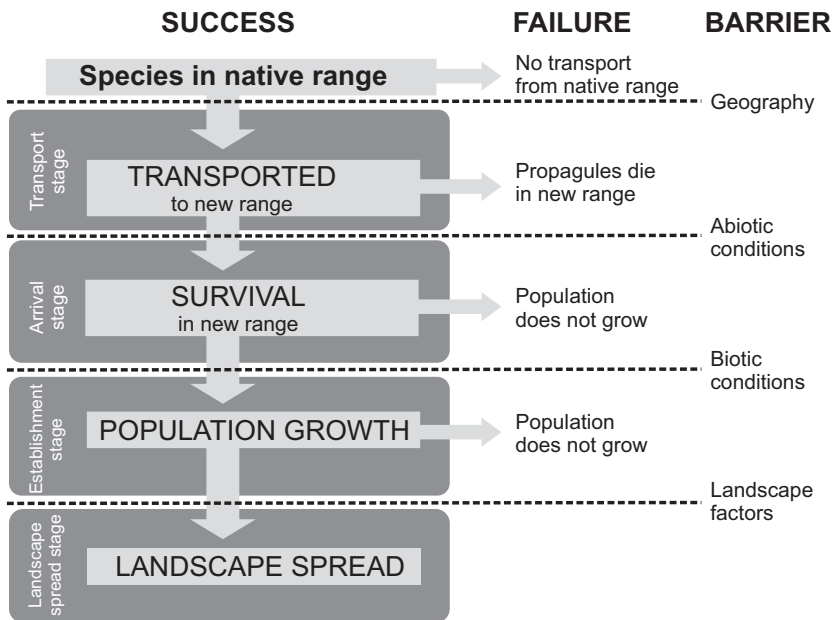 SUCCESS
FAILURE
BARRIER
Species in native range
No transport
from native range
Geography
Transport
stage
TRANSPORTED
to new range
Propagules die
in new range
Abiotic
conditions
Arrival
stage
SURVIVAL
in new range
Population
does not grow
Biotic
conditions
Establishment
stage
POPULATION GROWTH
Population
does not grow
Landscape
factors
Landscape
spread stage
LANDSCAPE SPREAD